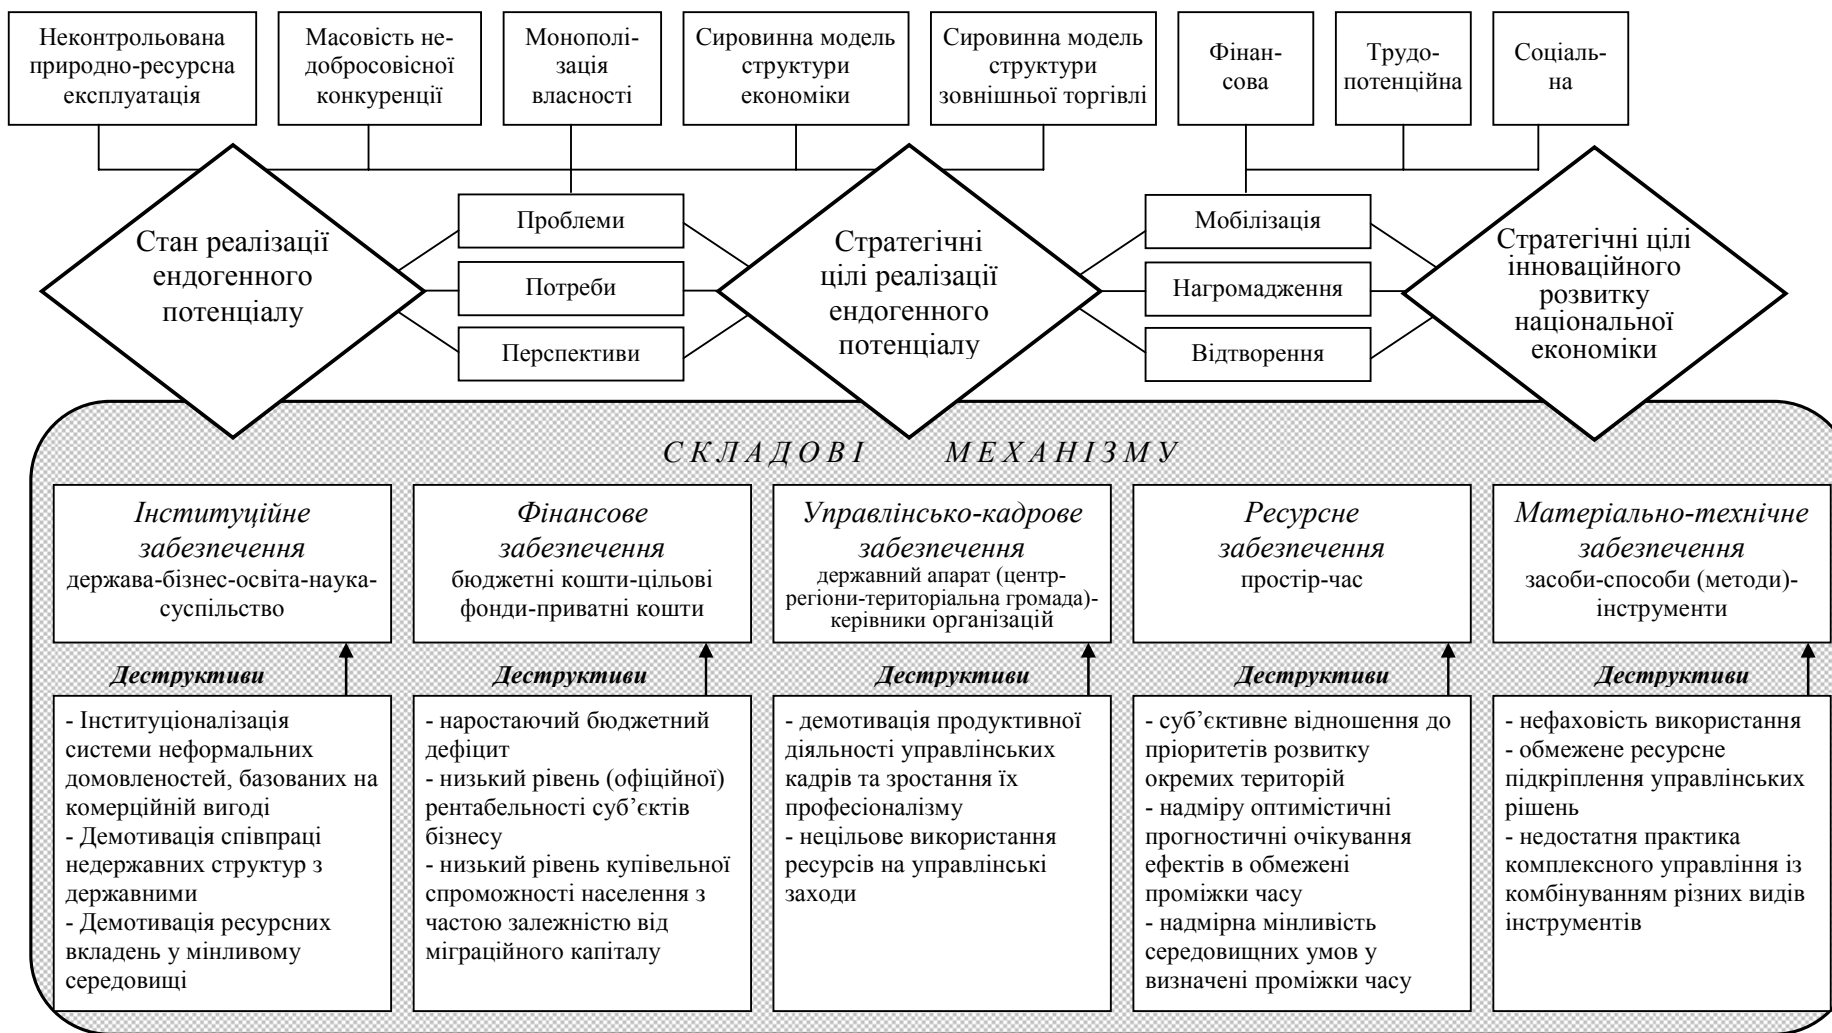 Неконтрольована
природно-ресурсна
експлуатація
Масовість не-
добросовісної
конкуренції
Монополі-
зація
власності
Сировинна модель
структури
економіки
Сировинна модель
структури
зовнішньої торгівлі
Фінан-
сова
Трудо-
потенційна
Соціаль-
на
Стан реалізації
ендогенного
потенціалу
Проблеми
Потреби
Перспективи
Стратегічні
цілі реалізації
ендогенного
потенціалу
Мобілізація
Нагромадження
Відтворення
Стратегічні цілі
інноваційного
розвитку
національної
економіки
СКЛАДОВІ МЕХАНІЗМУ
Інституційне
забезпечення
держава-бізнес-освіта-наука-
суспільство
Фінансове
забезпечення
бюджетні кошти-цільові
фонди-приватні кошти
Управлінсько-кадрове
забезпечення
державний апарат (центр-
регіони-територіальна громада)-
керівники організацій
Ресурсне
забезпечення
простір-час
Матеріально-технічне
забезпечення
засоби-способи (методи)-
інструменти
Деструктиви
Деструктиви
Деструктиви
Деструктиви
Деструктиви
- Інституціоналізація
системи неформальних
домовленостей, базованих на
комерційній вигоді
- Демотивація співпраці
недержавних структур з
державними
- Демотивація ресурсних
вкладень у мінливому
середовищі
- наростаючий бюджетний
дефіцит
- низький рівень (офіційної)
рентабельності суб’єктів
бізнесу
- низький рівень купівельної
спроможності населення з
частою залежністю від
міграційного капіталу
- демотивація продуктивної
діяльності управлінських
кадрів та зростання їх
професіоналізму
- нецільове використання
ресурсів на управлінські
заходи
- суб’єктивне відношення до
пріоритетів розвитку
окремих територій
- надміру оптимістичні
прогностичні очікування
ефектів в обмежені
проміжки часу
- надмірна мінливість
середовищних умов у
визначені проміжки часу
- нефаховість використання
- обмежене ресурсне
підкріплення управлінських
рішень
- недостатня практика
комплексного управління із
комбінуванням різних видів
інструментів